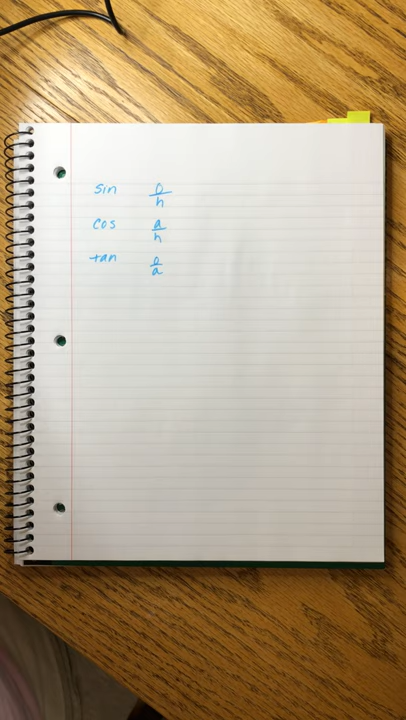 sin o/h
cos a/h
tan o/a